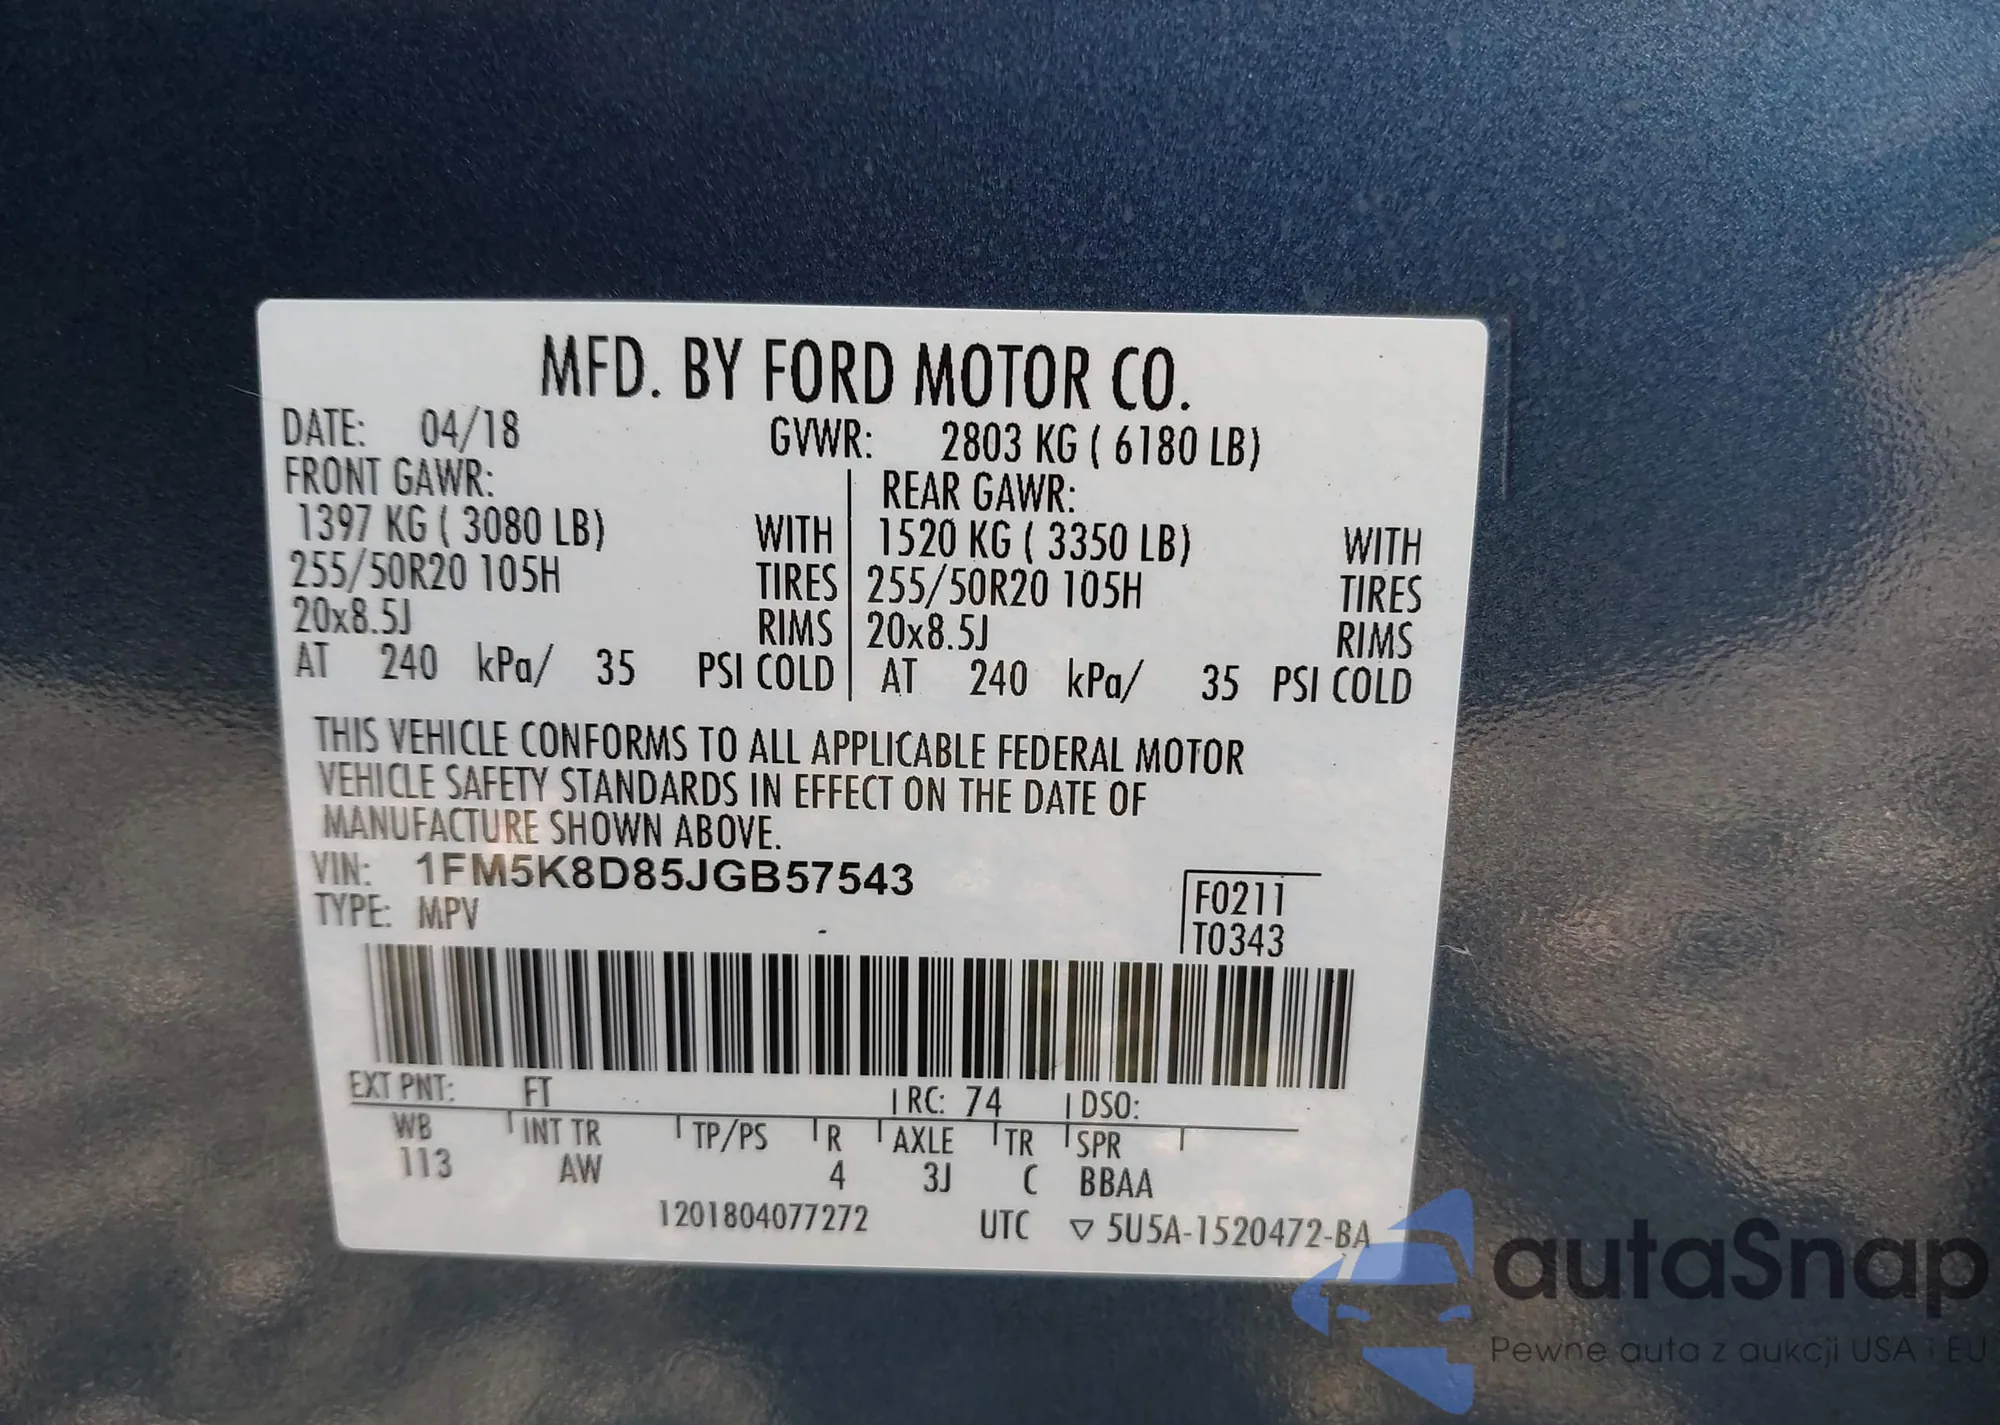 MFD. BY FORD MOTOR CO.
DATE: 04/18 GVWR: 2803 KG ( 6180 LB)
FRONT GAWR: REAR GAWR:
1397 KG ( 3080 LB) WITH 1520 KG ( 3350 LB) WITH
255/50R20 105H TIRES 255/50R20 105H TIRES
20x8.5J RIMS 20x8.5J RIMS
AT 240 kPa/ 35 PSI COLD AT 240 kPa/ 35 PSI COLD
THIS VEHICLE CONFORMS TO ALL APPLICABLE FEDERAL MOTOR
VEHICLE SAFETY STANDARDS IN EFFECT ON THE DATE OF
MANUFACTURE SHOWN ABOVE.
VIN: 1FM5K8D85JGB57543
TYPE: MPV
F0211
T0343
EXT PNT: FT RC: 74 DSO:
WB INT TR TP/PS R AXLE TR SPR
113 AW 4 3J C BBAA
1201804077272 UTC ▽ 5U5A-1520472-BA
autaSnap
Pewne auta z aukcji USA i EU